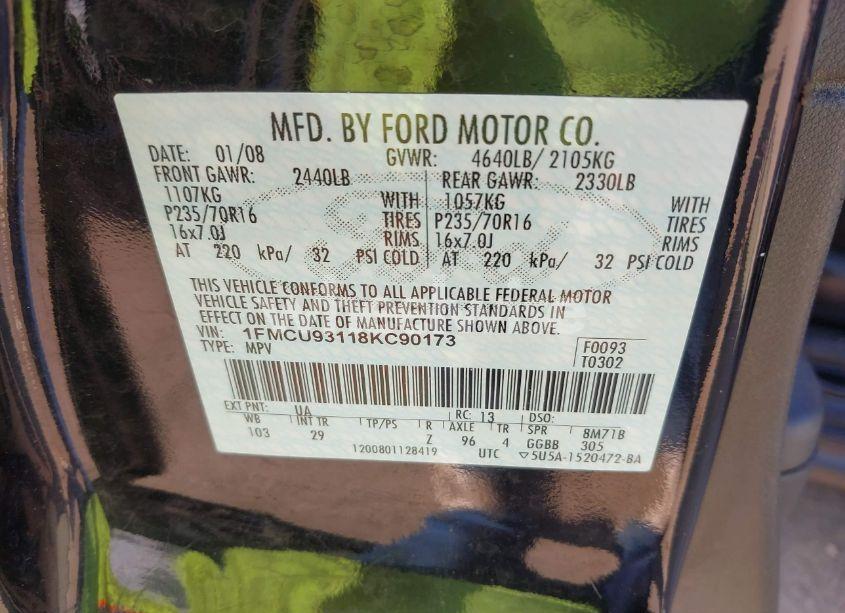 MFD. BY FORD MOTOR CO.
DATE: 01/08 GVWR: 4640LB/ 2105KG
FRONT GAWR: 2440LB REAR GAWR: 2330LB
1107KG WITH 1057KG WITH
P235/70R16 TIRES P235/70R16 TIRES
16x7.0J RIMS 16x7.0J RIMS
AT 220 kPa/ 32 PSI COLD AT 220 kPa/ 32 PSI COLD
THIS VEHICLE CONFORMS TO ALL APPLICABLE FEDERAL MOTOR
VEHICLE SAFETY AND THEFT PREVENTION STANDARDS IN
EFFECT ON THE DATE OF MANUFACTURE SHOWN ABOVE.
VIN: 1FMCU93118KC90173 F0093
TYPE: MPV T0302
EXT PNT: UA RC: 13 DSO:
WB INT TR TP/PS R AXLE TR SPR 8M71B
103 29 Z 96 4 GGBB 305
1200801128419 UTC ▽5U5A-1520472-BA